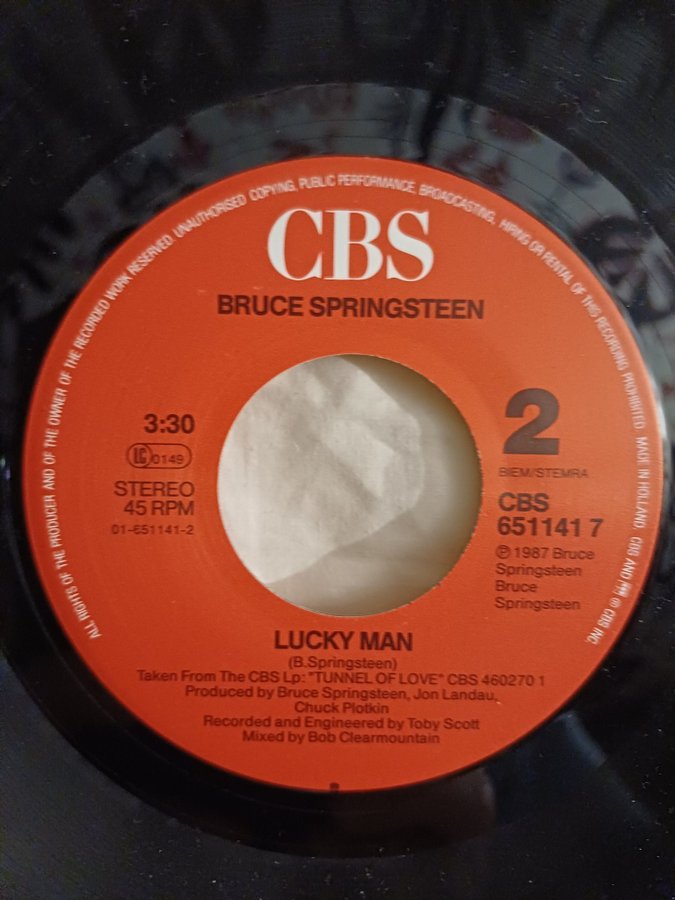 ALL RIGHTS OF THE PRODUCER AND OF THE OWNER OF THE RECORDED WORK RESERVED. UNAUTHORISED COPYING, PUBLIC PERFORMANCE, BROADCASTING, HIRING OR RENTAL OF THIS RECORDING PROHIBITED. MADE IN HOLLAND CBS AND ℗ CBS INC.
CBS
BRUCE SPRINGSTEEN
3:30
LC 0149
STEREO
45 RPM
01-651141-2
2
BIEM/STEMRA
CBS
651141 7
℗ 1987 Bruce
Springsteen
Bruce
Springsteen
LUCKY MAN
(B.Springsteen)
Taken From The CBS Lp: "TUNNEL OF LOVE" CBS 460270 1
Produced by Bruce Springsteen, Jon Landau,
Chuck Plotkin
Recorded and Engineered by Toby Scott
Mixed by Bob Clearmountain